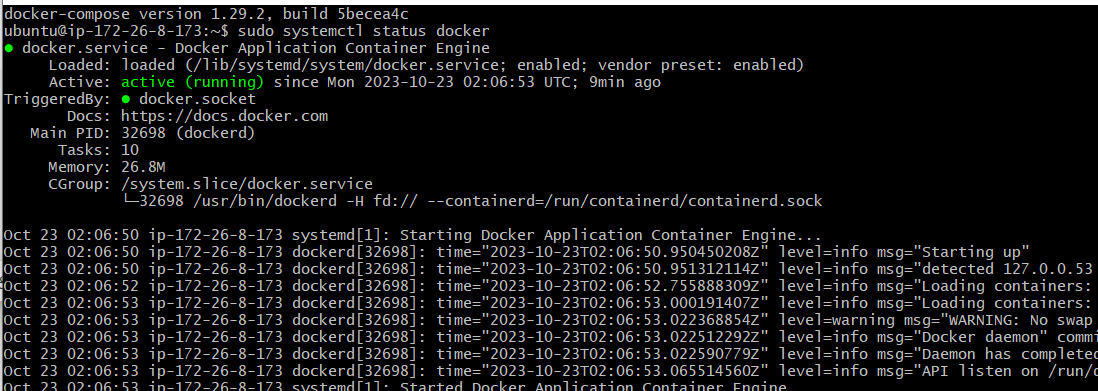 docker-compose version 1.29.2, build 5becea4c
ubuntu@ip-172-26-8-173:~$ sudo systemctl status docker
● docker.service - Docker Application Container Engine
Loaded: loaded (/lib/systemd/system/docker.service; enabled; vendor preset: enabled)
Active: active (running) since Mon 2023-10-23 02:06:53 UTC; 9min ago
TriggeredBy: ● docker.socket
Docs: https://docs.docker.com
Main PID: 32698 (dockerd)
Tasks: 10
Memory: 26.8M
CGroup: /system.slice/docker.service
└─32698 /usr/bin/dockerd -H fd:// --containerd=/run/containerd/containerd.sock
Oct 23 02:06:50 ip-172-26-8-173 systemd[1]: Starting Docker Application Container Engine...
Oct 23 02:06:50 ip-172-26-8-173 dockerd[32698]: time="2023-10-23T02:06:50.950450208Z" level=info msg="Starting up"
Oct 23 02:06:50 ip-172-26-8-173 dockerd[32698]: time="2023-10-23T02:06:50.951312114Z" level=info msg="detected 127.0.0.53
Oct 23 02:06:52 ip-172-26-8-173 dockerd[32698]: time="2023-10-23T02:06:52.755888309Z" level=info msg="Loading containers:
Oct 23 02:06:53 ip-172-26-8-173 dockerd[32698]: time="2023-10-23T02:06:53.000191407Z" level=info msg="Loading containers:
Oct 23 02:06:53 ip-172-26-8-173 dockerd[32698]: time="2023-10-23T02:06:53.022368854Z" level=warning msg="WARNING: No swap
Oct 23 02:06:53 ip-172-26-8-173 dockerd[32698]: time="2023-10-23T02:06:53.022512292Z" level=info msg="Docker daemon" commi
Oct 23 02:06:53 ip-172-26-8-173 dockerd[32698]: time="2023-10-23T02:06:53.022590779Z" level=info msg="Daemon has completed
Oct 23 02:06:53 ip-172-26-8-173 dockerd[32698]: time="2023-10-23T02:06:53.065514560Z" level=info msg="API listen on /run/d
Oct 23 02:06:53 ip-172-26-8-173 systemd[1]: Started Docker Application Container Engine